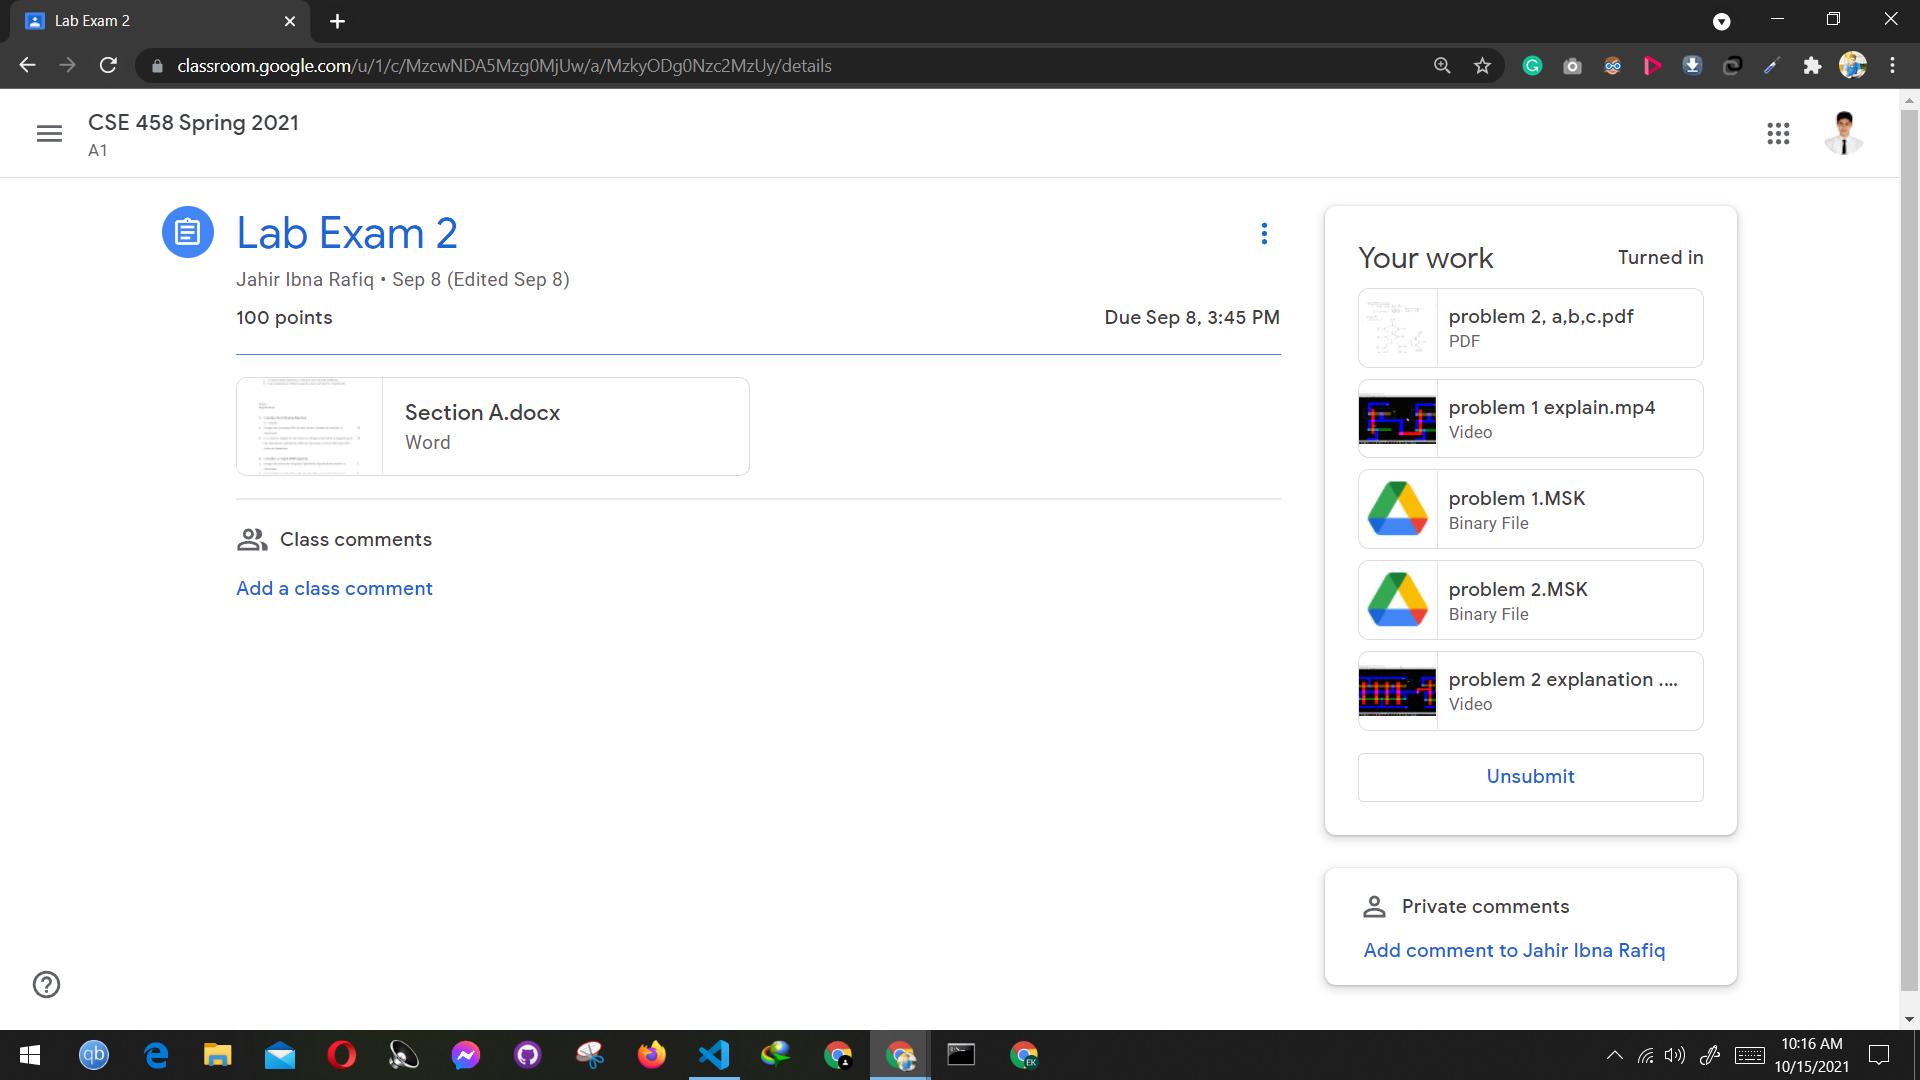 Lab Exam 2
classroom.google.com/u/1/c/MzcwNDA5Mzg0MjUw/a/MzkyODg0Nzc2MzUy/details
CSE 458 Spring 2021
A1
Lab Exam 2
Jahir Ibna Rafiq • Sep 8 (Edited Sep 8)
100 points
Due Sep 8, 3:45 PM
Section A.docx
Word
Class comments
Add a class comment
Your work
Turned in
problem 2, a,b,c.pdf
PDF
problem 1 explain.mp4
Video
problem 1.MSK
Binary File
problem 2.MSK
Binary File
problem 2 explanation ....
Video
Unsubmit
Private comments
Add comment to Jahir Ibna Rafiq
qb
EK
10:16 AM
10/15/2021